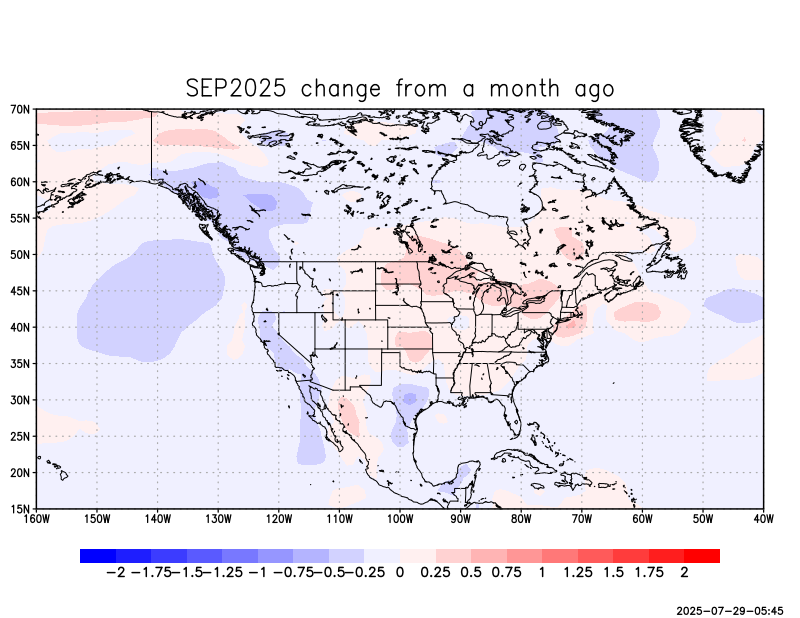 SEP2025 change from a month ago
70N
65N
60N
55N
50N
45N
40N
35N
30N
25N
20N
15N
160W 150W 140W 130W 120W 110W 100W 90W 80W 70W 60W 50W 40W
−2 −1.75 −1.5 −1.25 −1 −0.75 −0.5 −0.25 0 0.25 0.5 0.75 1 1.25 1.5 1.75 2
2025-07-29-05:45